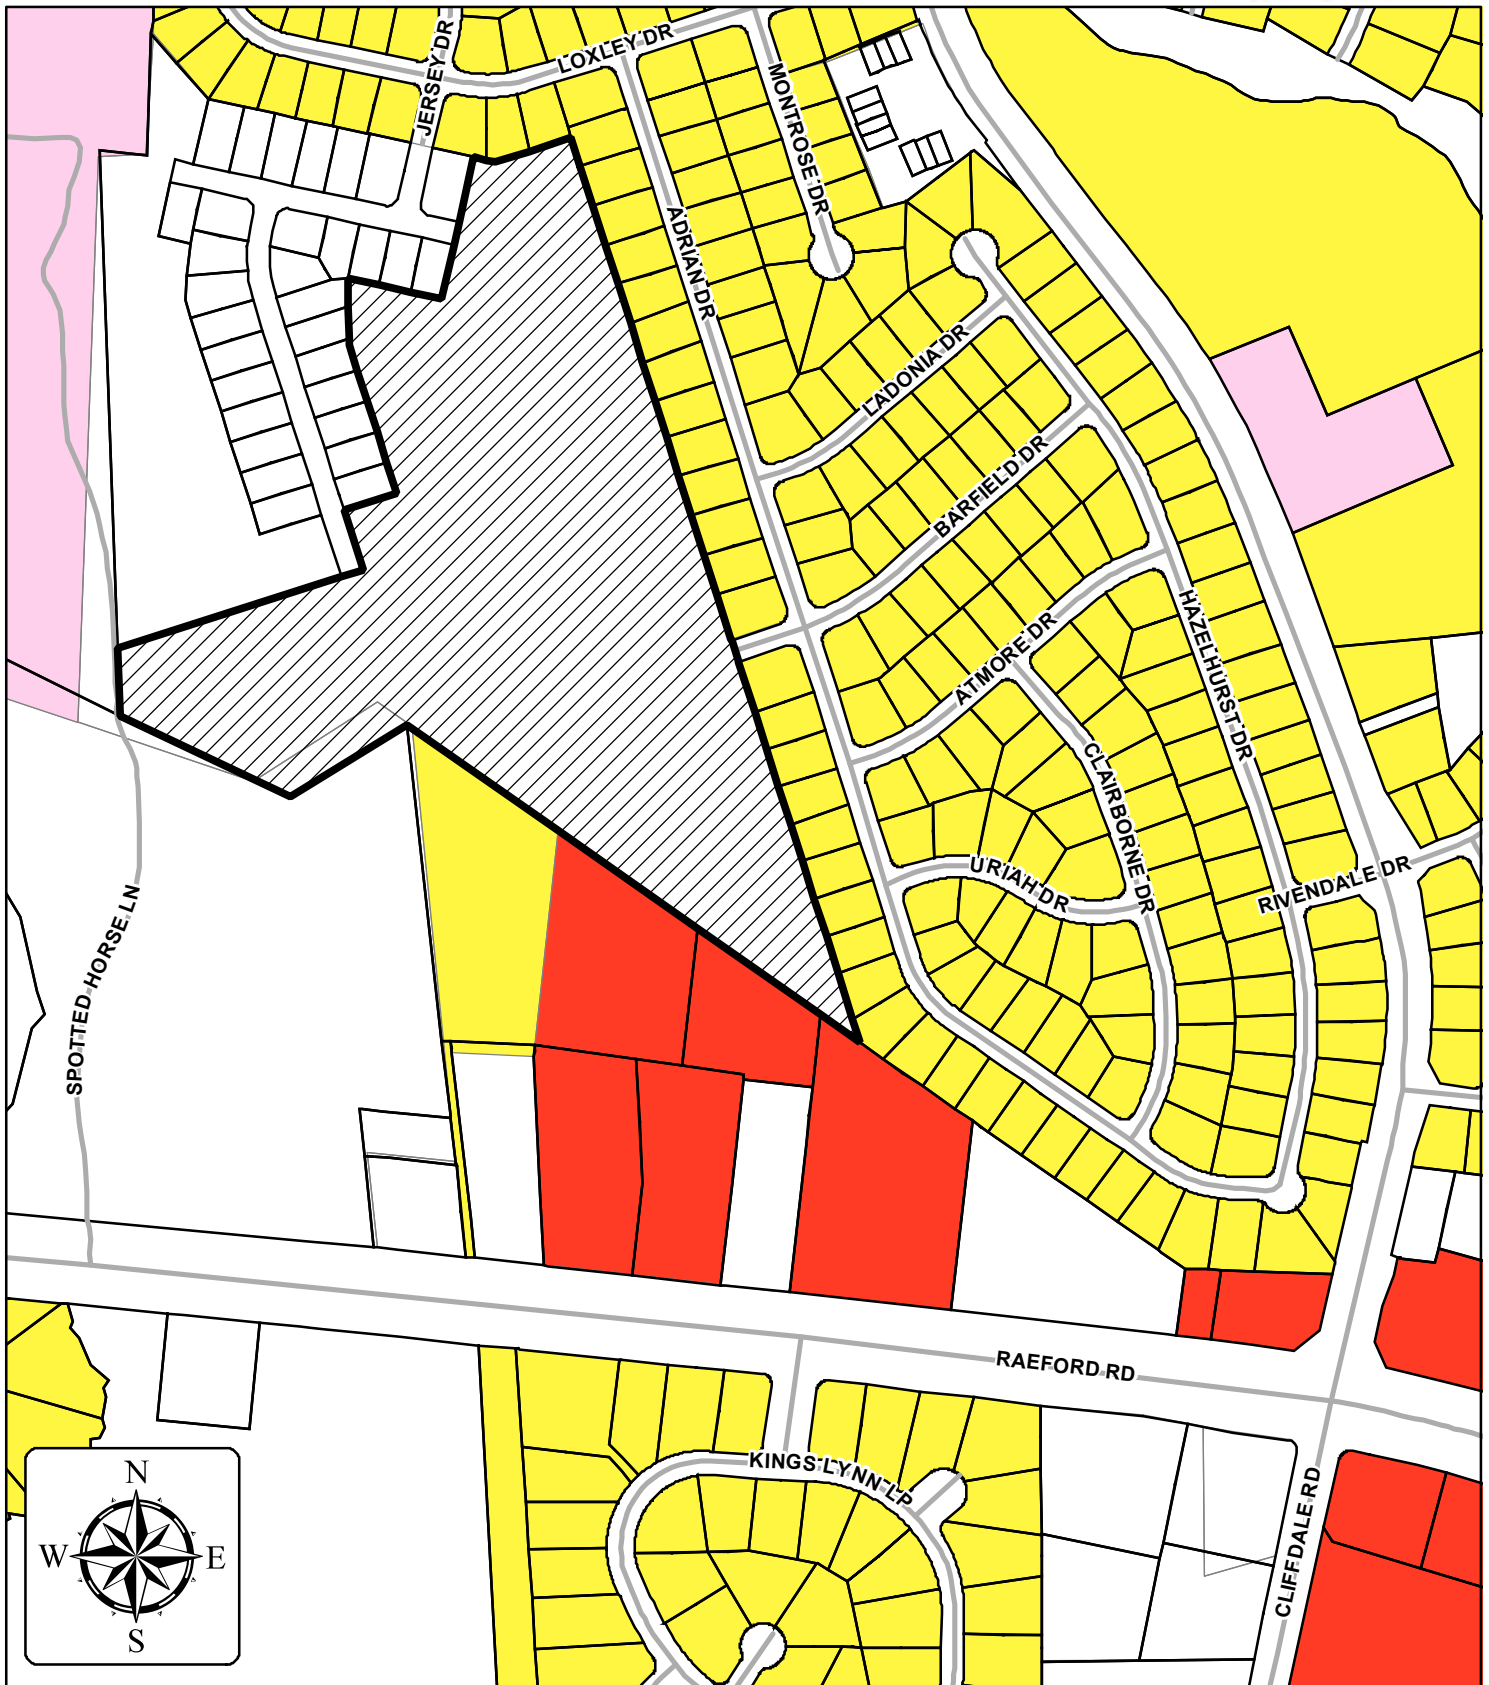 JERSEY DR
LOXLEY DR
MONTROSE DR
ADRIAN DR
LADONIA DR
BARFIELD DR
ATMORE DR
HAZELHURST DR
CLAIRBORNE DR
URIAH DR
RIVENDALE DR
SPOTTED HORSE LN
RAEFORD RD
KINGS LYNN LP
CLIFFDALE RD
N
W E
S